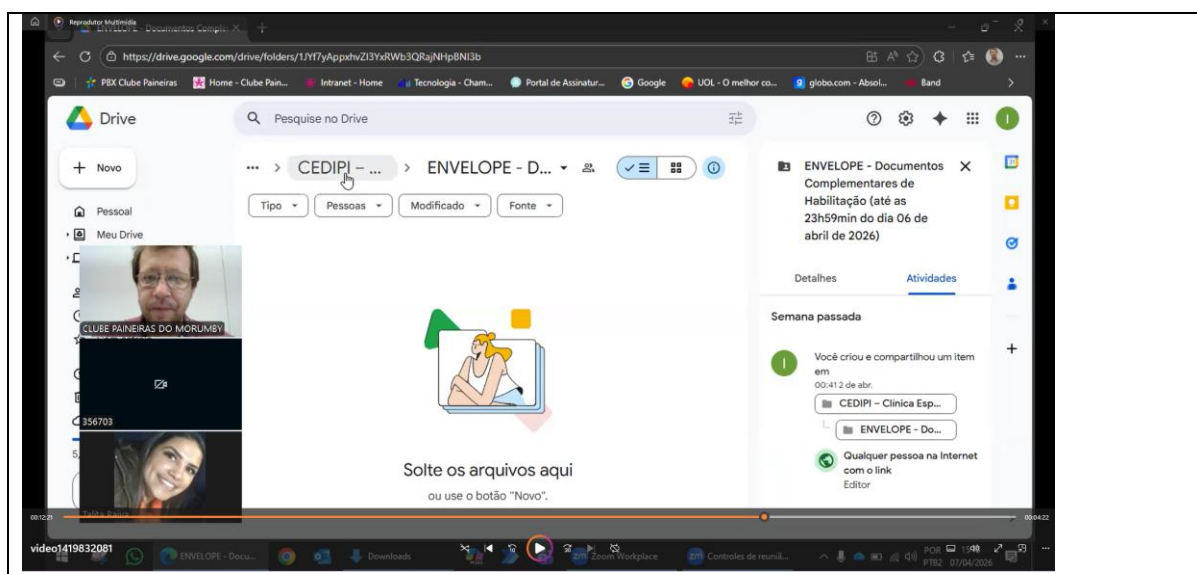 Reprodutor Multimídia
ENVELOPE - Documentos Comple
https://drive.google.com/drive/folders/1JYf7yAppxhvZI3YxRWb3QRajNHpBNI3b
PBX Clube Paineiras
Home - Clube Pain...
Intranet - Home
Tecnologia - Cham...
Portal de Assinatur...
Google
UOL - O melhor co...
globo.com - Absol...
Band
Drive
Pesquise no Drive
I
+ Novo
... > CEDIPI – ... > ENVELOPE - D...
Tipo
Pessoas
Modificado
Fonte
Pessoal
Meu Drive
ENVELOPE - Documentos
Complementares de
Habilitação (até as
23h59min do dia 06 de
abril de 2026)
Detalhes
Atividades
Semana passada
I
Você criou e compartilhou um item
em
00:41 2 de abr.
CEDIPI – Clínica Esp...
ENVELOPE - Do...
Qualquer pessoa na Internet
com o link
Editor
CLUBE PAINEIRAS DO MORUMBY
356703
Talita Paiva
Solte os arquivos aqui
ou use o botão "Novo".
00:12:21
00:04:22
video1419832081
ENVELOPE - Docu...
Downloads
10
30
Zoom Workplace
Controles de reuniã...
POR
PTB2
07/04/2026